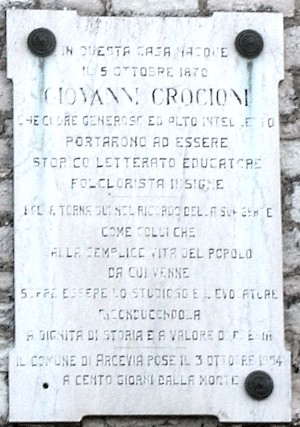 IN QUESTA CASA NACQUE
IL 5 OTTOBRE 1870
GIOVANNI CROCIONI
CHE CUORE GENEROSO ED ALTO INTELLETTO
PORTARONO AD ESSERE
STORICO LETTERATO EDUCATORE
FOLCLORISTA INSIGNE
EGLI TORNA QUI NEL RICORDO DELLA SUA GENTE
COME COLUI CHE
ALLA SEMPLICE VITA DEL POPOLO
DA CUI VENNE
SEPPE ESSERE LO STUDIOSO E
RICONDUCENDOLA
A DIGNITA DI STORIA E A VALORE DI POESIA
IL COMUNE DI ARCEVIA POSE IL 3 OTTOBRE 1954
A CENTO GIORNI DALLA MORTE